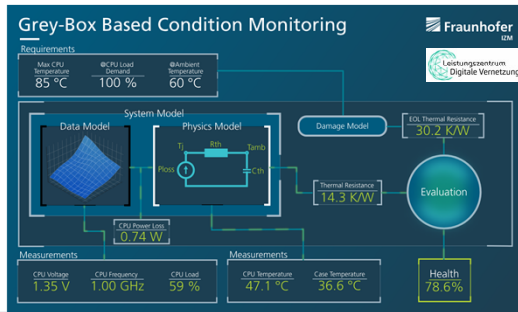 Grey-Box Based Condition Monitoring
Fraunhofer
IZM
Leistungszentrum
Digitale Vernetzung
Requirements
Max CPU
Temperature
85 °C
@CPU Load
Demand
100 %
@Ambient
Temperature
60 °C
System Model
Data Model
Physics Model
Tj
Rth
Tamb
Ploss
Cth
Damage Model
EOL Thermal Resistance
30.2 K/W
Thermal Resistance
14.3 K/W
Evaluation
CPU Power Loss
0.74 W
Measurements
CPU Voltage
1.35 V
CPU Frequency
1.00 GHz
CPU Load
59 %
Measurements
CPU Temperature
47.1 °C
Case Temperature
36.6 °C
Health
78.6%